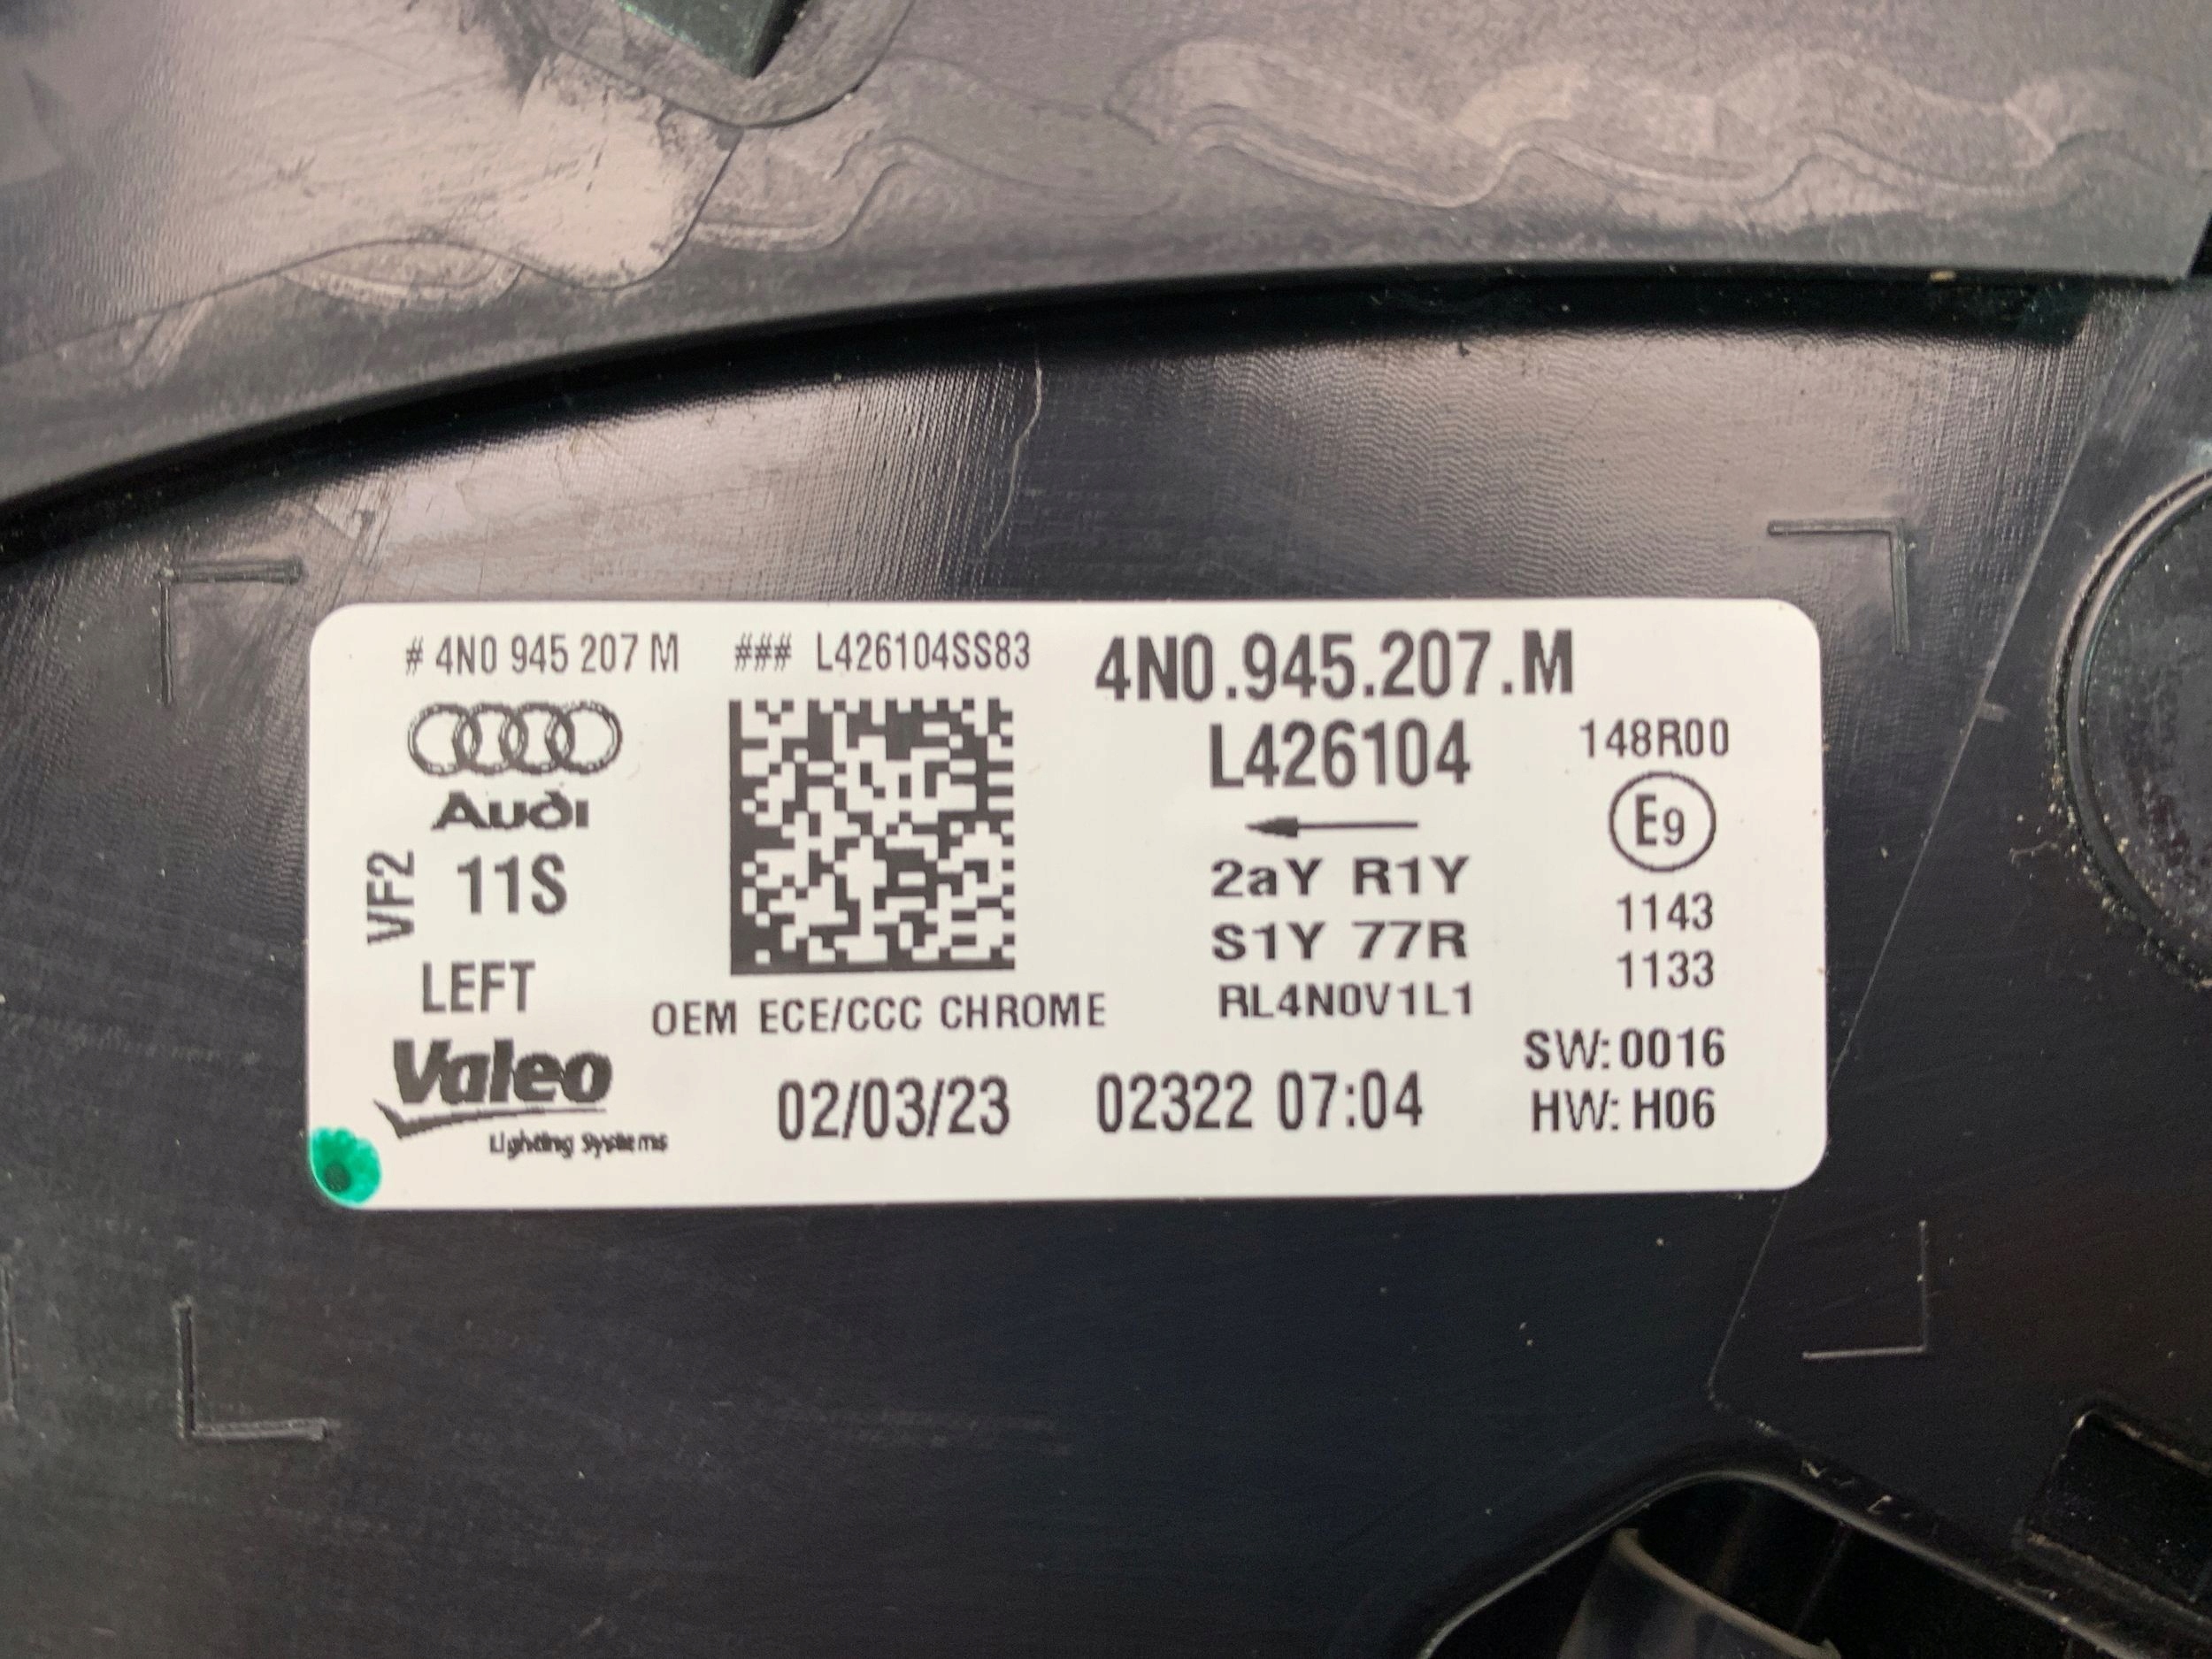 # 4N0 945 207 M ### L426104SS83 4N0.945.207.M
L426104 148R00
Audi
E9
VF2 11S
2aY R1Y 1143
S1Y 77R 1133
LEFT
RL4N0V1L1
OEM ECE/CCC CHROME
SW:0016
Valeo
02/03/23 02322 07:04 HW: H06
Lighting Systems